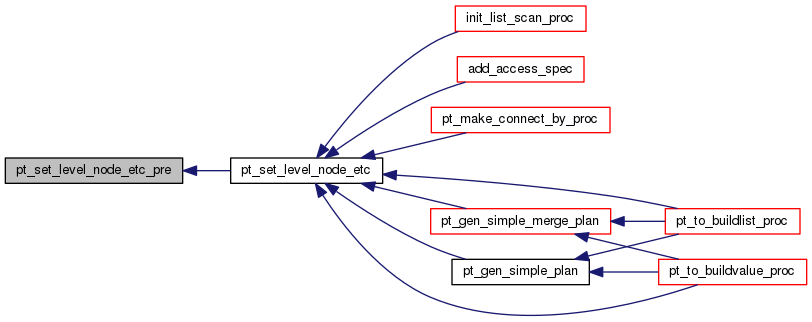 init_list_scan_proc
add_access_spec
pt_make_connect_by_proc
pt_set_level_node_etc_pre
pt_set_level_node_etc
pt_gen_simple_merge_plan
pt_to_buildlist_proc
pt_gen_simple_plan
pt_to_buildvalue_proc